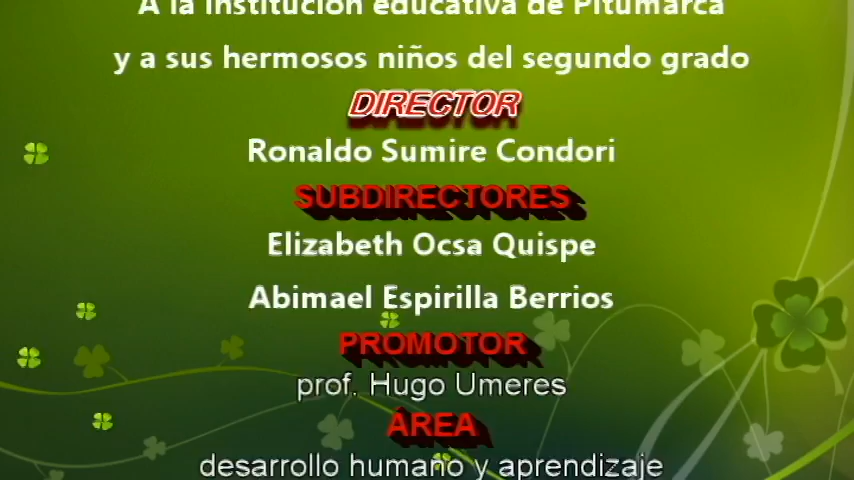 A la institución educativa de Pitumarca
y a sus hermosos niños del segundo grado
DIRECTOR
Ronaldo Sumire Condori
SUBDIRECTORES
Elizabeth Ocsa Quispe
Abimael Espirilla Berrios
PROMOTOR
prof. Hugo Umeres
AREA
desarrollo humano y aprendizaje